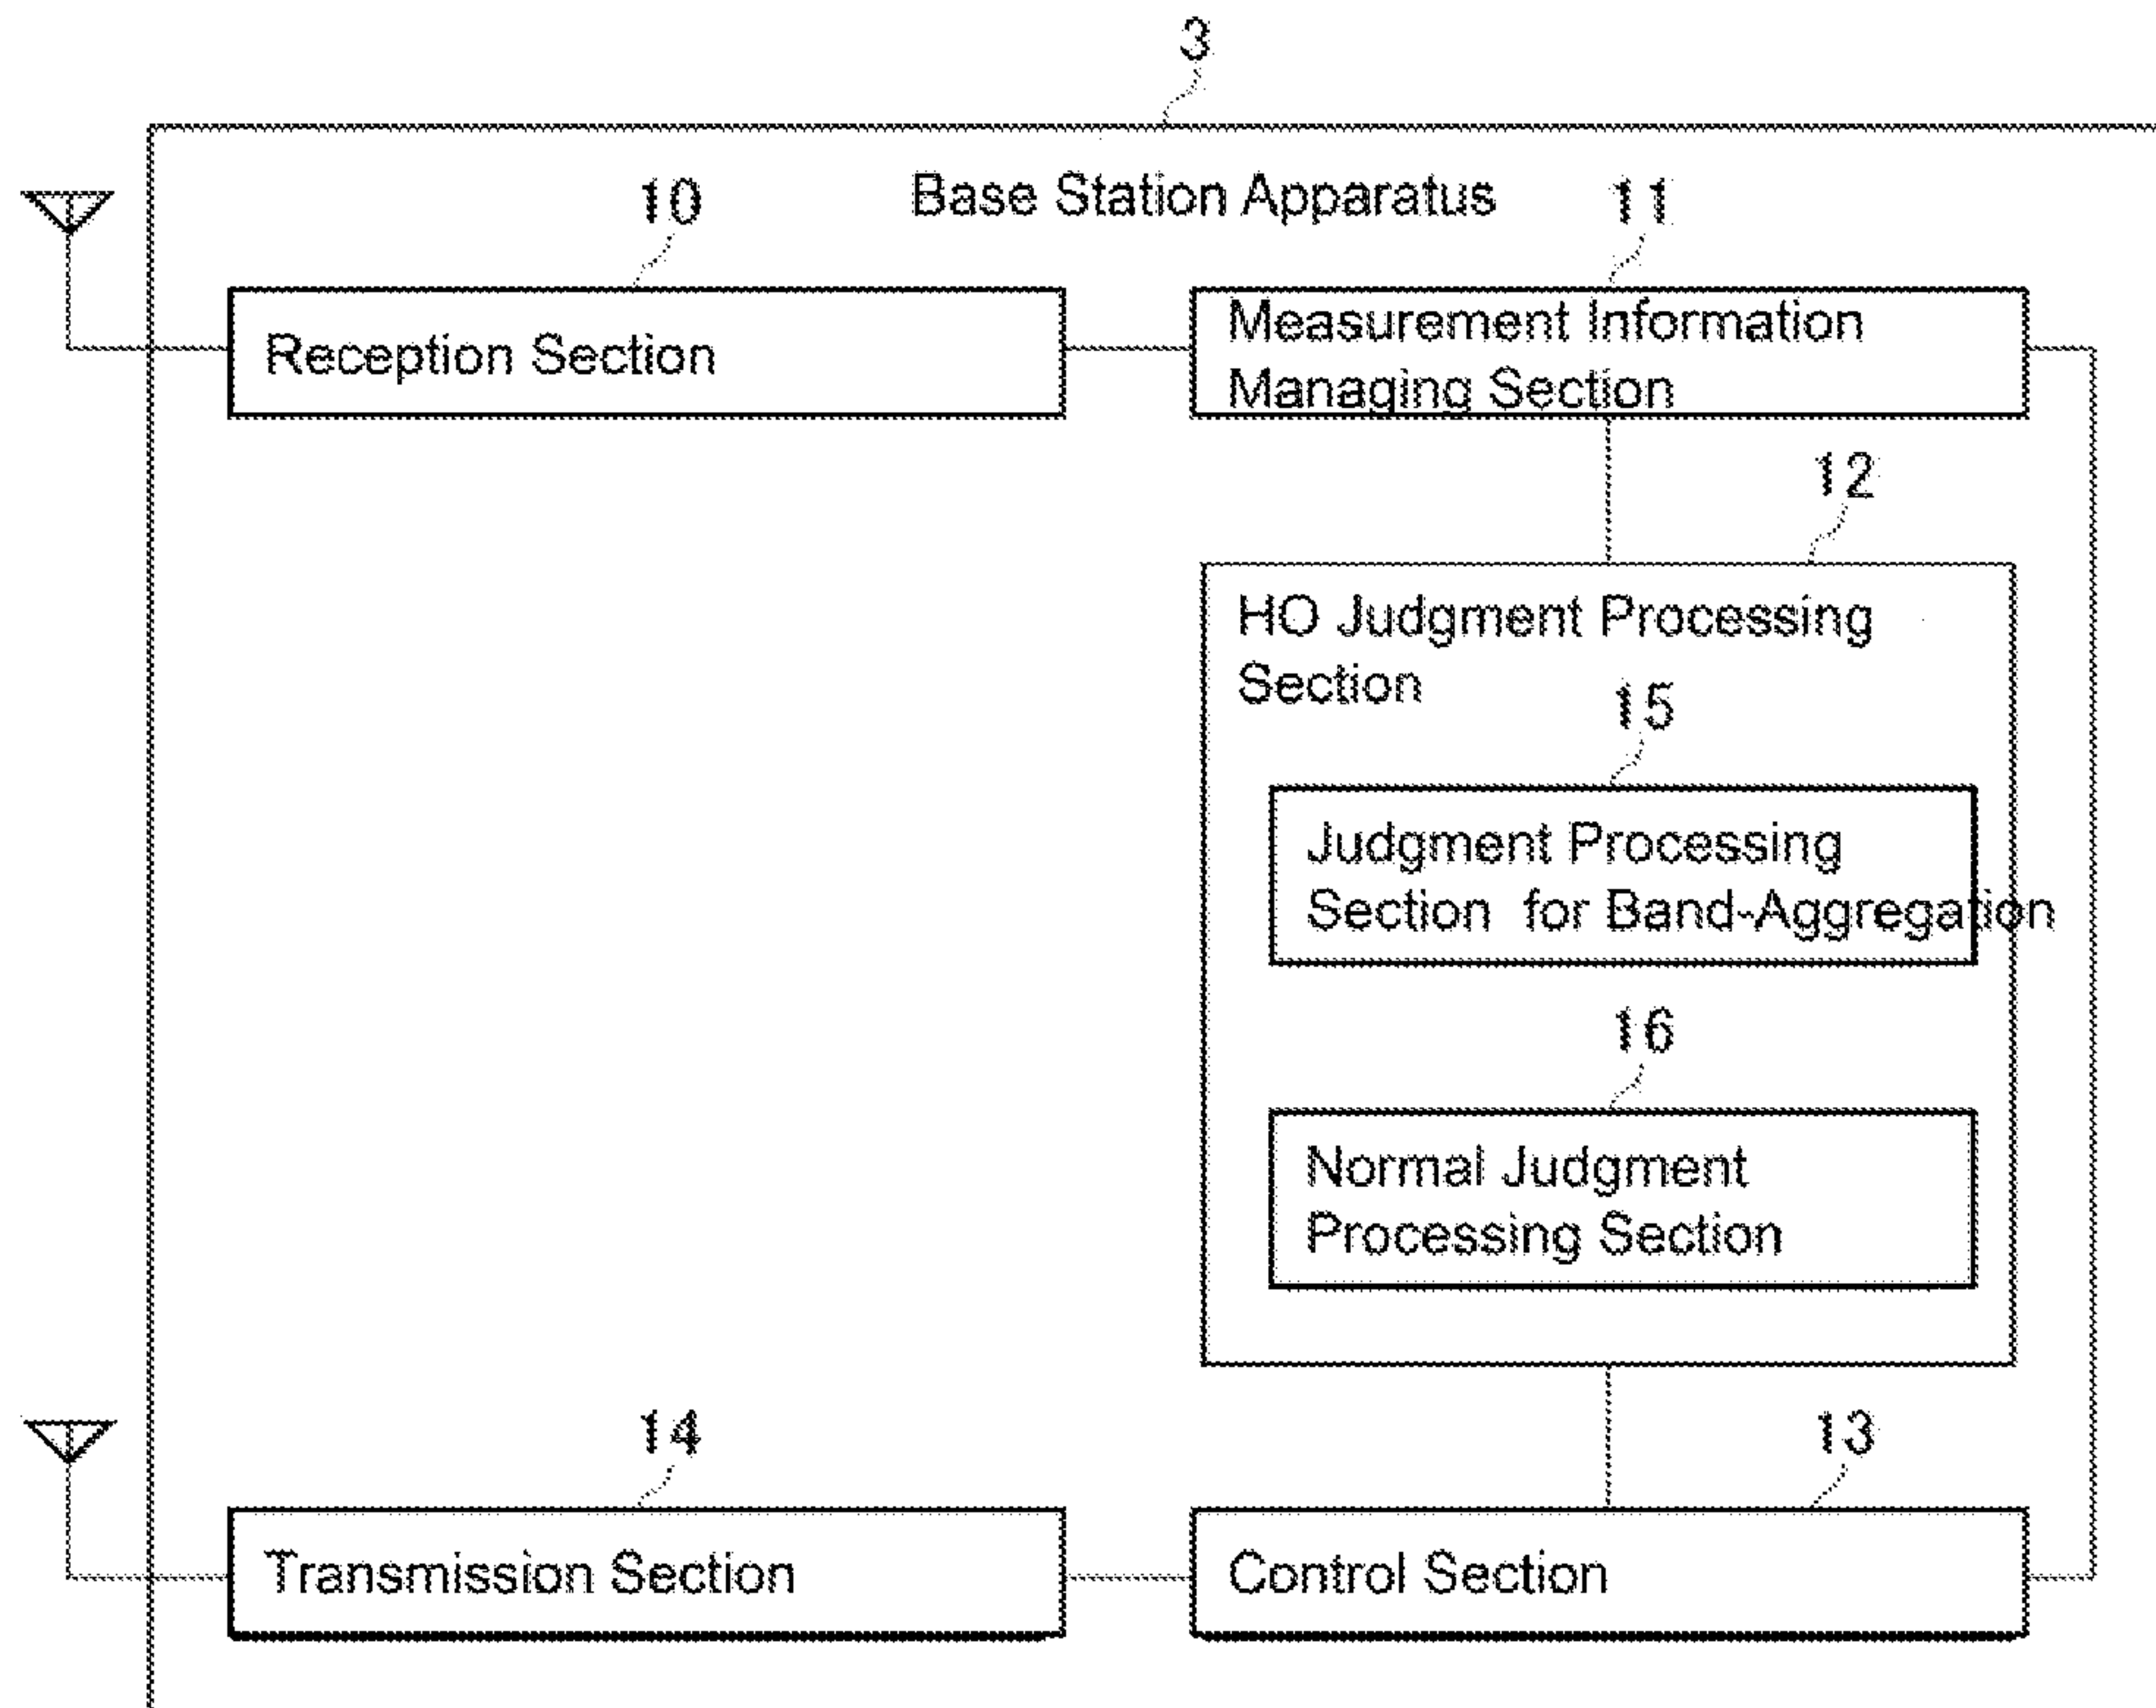 3
Base Station Apparatus
10
11
Reception Section
Measurement Information
Managing Section
12
HO Judgment Processing
Section
15
Judgment Processing
Section for Band-Aggregation
16
Normal Judgment
Processing Section
14
13
Transmission Section
Control Section